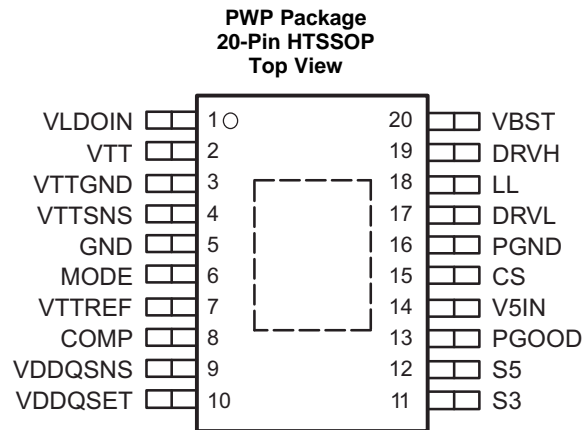 PWP Package
20-Pin HTSSOP
Top View
VLDOIN 1 20 VBST
VTT 2 19 DRVH
VTTGND 3 18 LL
VTTSNS 4 17 DRVL
GND 5 16 PGND
MODE 6 15 CS
VTTREF 7 14 V5IN
COMP 8 13 PGOOD
VDDQSNS 9 12 S5
VDDQSET 10 11 S3